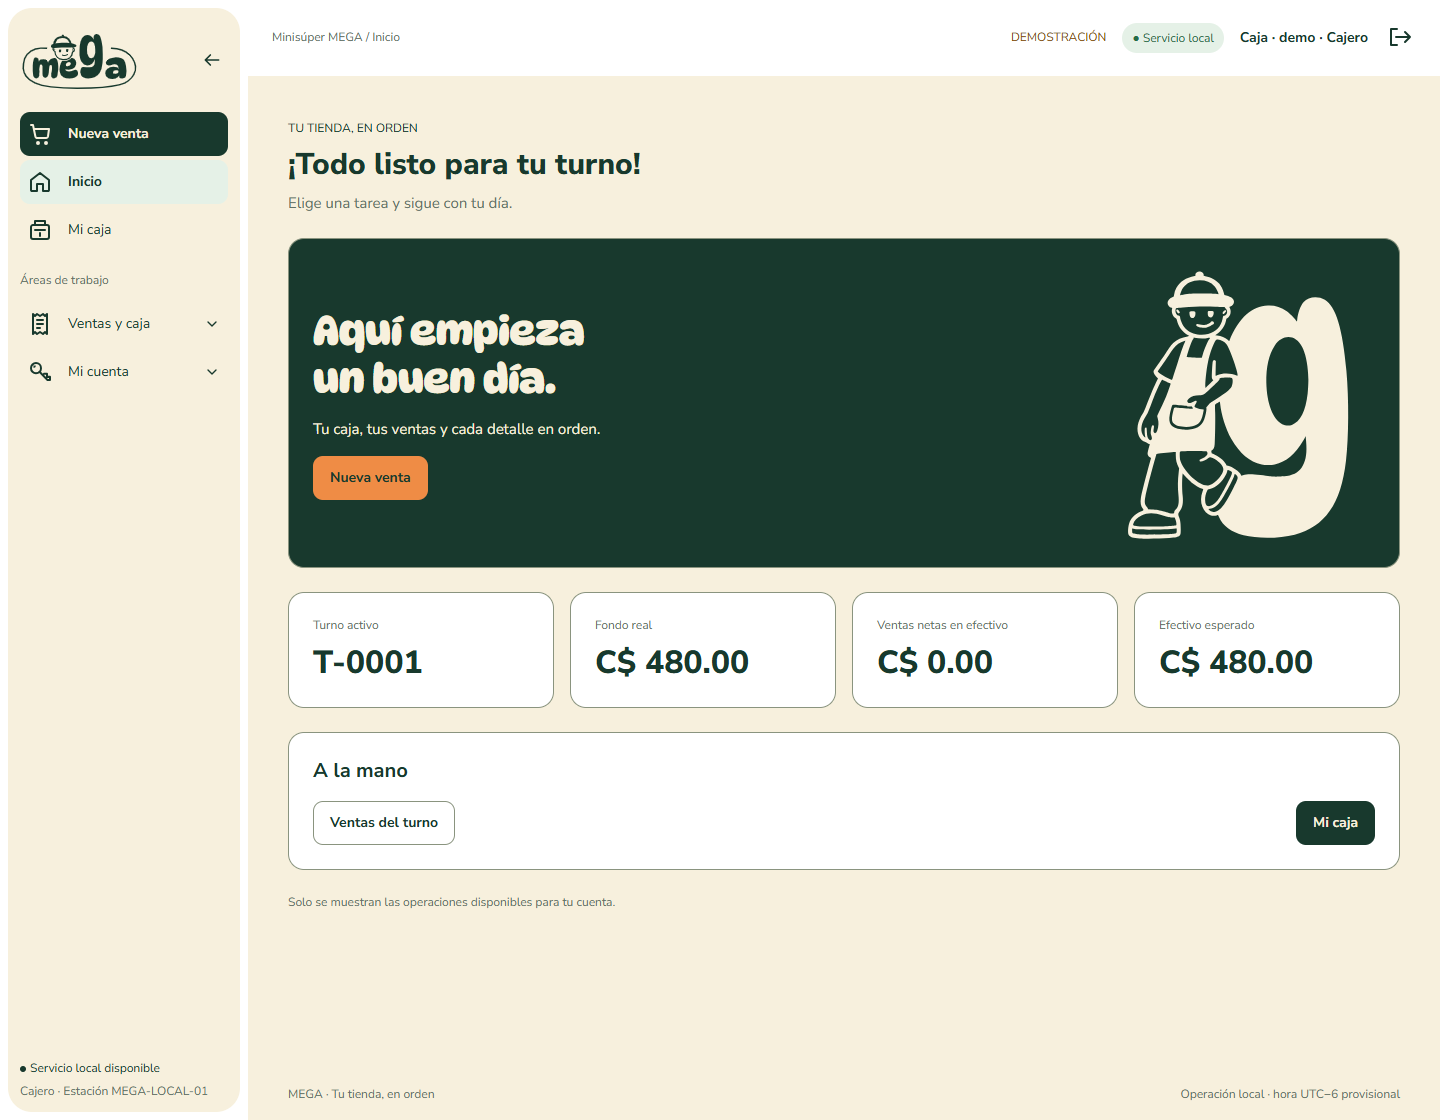 mega
Nueva venta
Inicio
Mi caja
Áreas de trabajo
Ventas y caja
Mi cuenta
● Servicio local disponible
Cajero · Estación MEGA-LOCAL-01
Minisúper MEGA / Inicio
DEMOSTRACIÓN
● Servicio local
Caja · demo · Cajero
TU TIENDA, EN ORDEN
¡Todo listo para tu turno!
Elige una tarea y sigue con tu día.
Aquí empieza
un buen día.
Tu caja, tus ventas y cada detalle en orden.
Nueva venta
g
Turno activo
T-0001
Fondo real
C$ 480.00
Ventas netas en efectivo
C$ 0.00
Efectivo esperado
C$ 480.00
A la mano
Ventas del turno
Mi caja
Solo se muestran las operaciones disponibles para tu cuenta.
MEGA · Tu tienda, en orden
Operación local · hora UTC−6 provisional